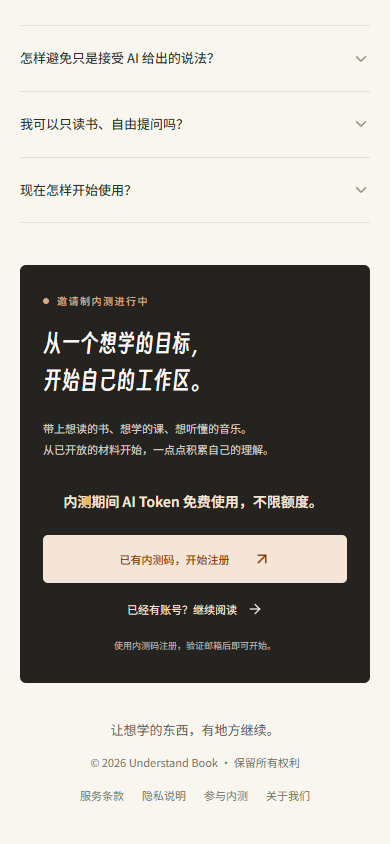 怎样避免只是接受 AI 给出的说法？
我可以只读书、自由提问吗？
现在怎样开始使用？
邀请制内测进行中
从一个想学的目标，
开始自己的工作区。
带上想读的书、想学的课、想听懂的音乐。
从已开放的材料开始，一点点积累自己的理解。
内测期间 AI Token 免费使用，不限额度。
已有内测码，开始注册
已经有账号？继续阅读
使用内测码注册，验证邮箱后即可开始。
让想学的东西，有地方继续。
© 2026 Understand Book · 保留所有权利
服务条款 隐私说明 参与内测 关于我们